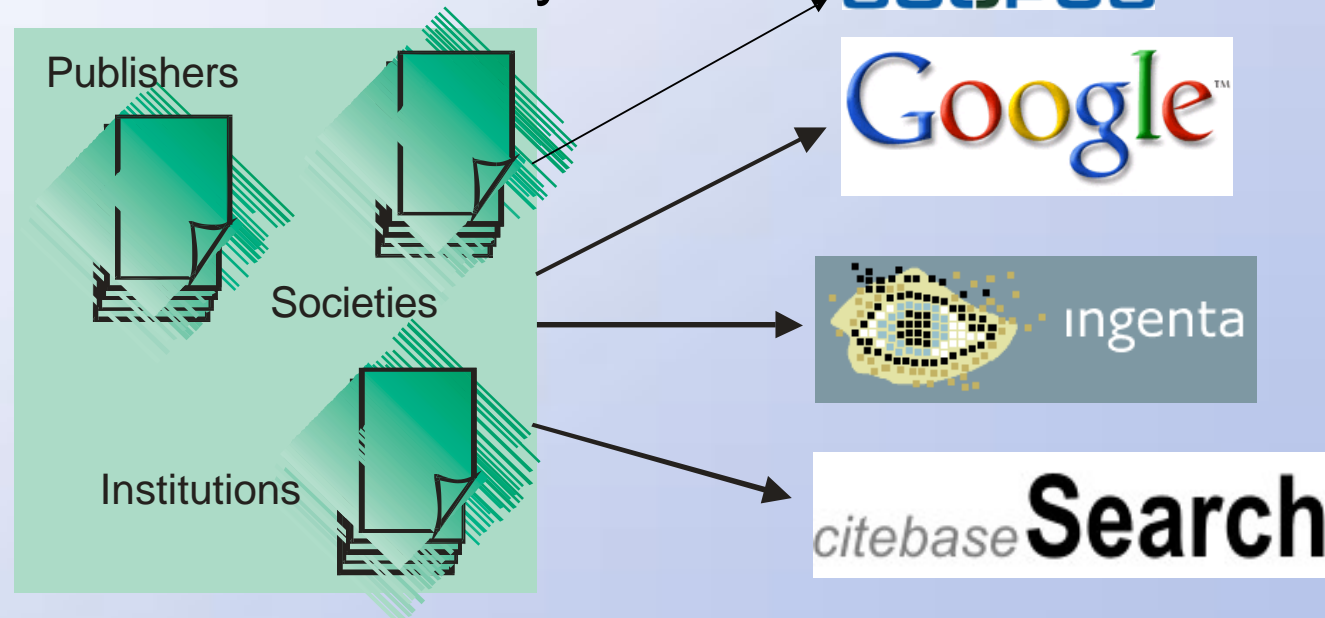 Publishers
Google™
Societies
ingenta
Institutions
citebase Search